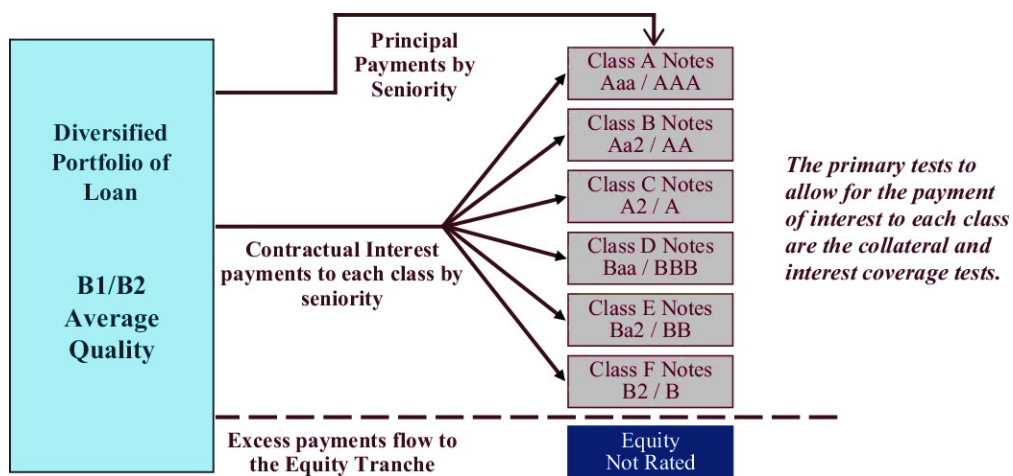 Diversified
Portfolio of
Loan
B1/B2
Average
Quality
Principal
Payments by
Seniority
Contractual Interest
payments to each class by
seniority
Excess payments flow to
the Equity Tranche
Class A Notes
Aaa / AAA
Class B Notes
Aa2 / AA
Class C Notes
A2 / A
Class D Notes
Baa / BBB
Class E Notes
Ba2 / BB
Class F Notes
B2 / B
Equity
Not Rated
The primary tests to
allow for the payment
of interest to each class
are the collateral and
interest coverage tests.